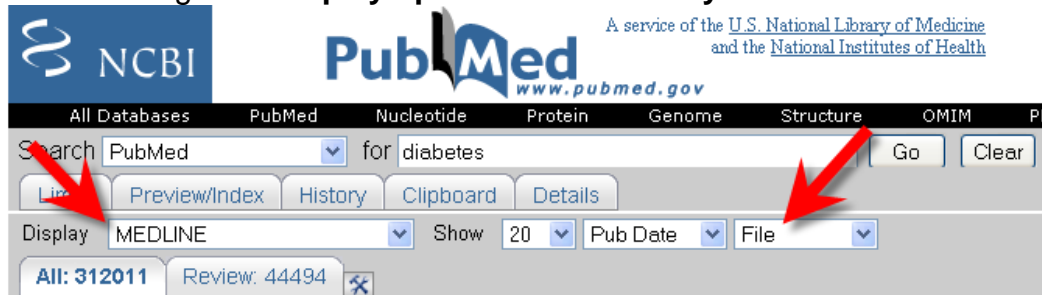 A service of the U.S. National Library of Medicine
and the National Institutes of Health
NCBI
PubMed
www.pubmed.gov
All Databases PubMed Nucleotide Protein Genome Structure OMIM
Search PubMed for diabetes Go Clear
Preview/Index History Clipboard Details
Display MEDLINE Show 20 Pub Date File
All: 312011 Review: 44494